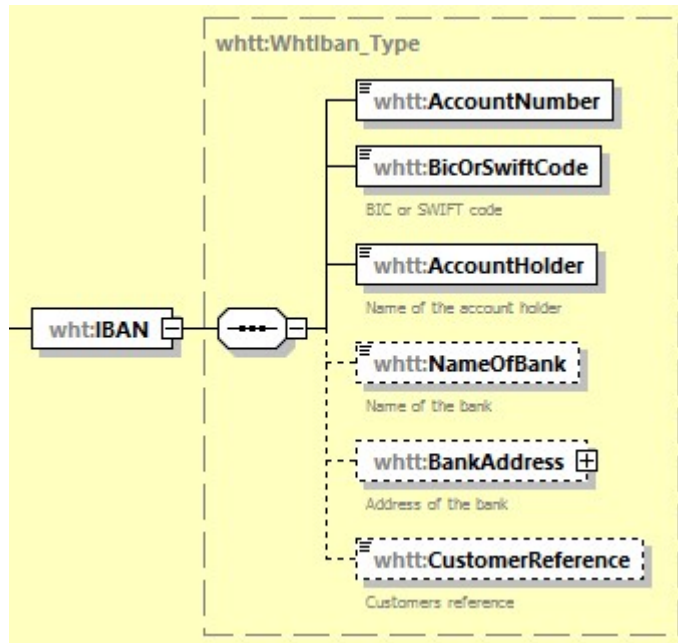 whtt:WhtIban_Type
whtt:AccountNumber
whtt:BicOrSwiftCode
BIC or SWIFT code
whtt:AccountHolder
Name of the account holder
wht:IBAN
whtt:NameOfBank
Name of the bank
whtt:BankAddress
Address of the bank
whtt:CustomerReference
Customers reference